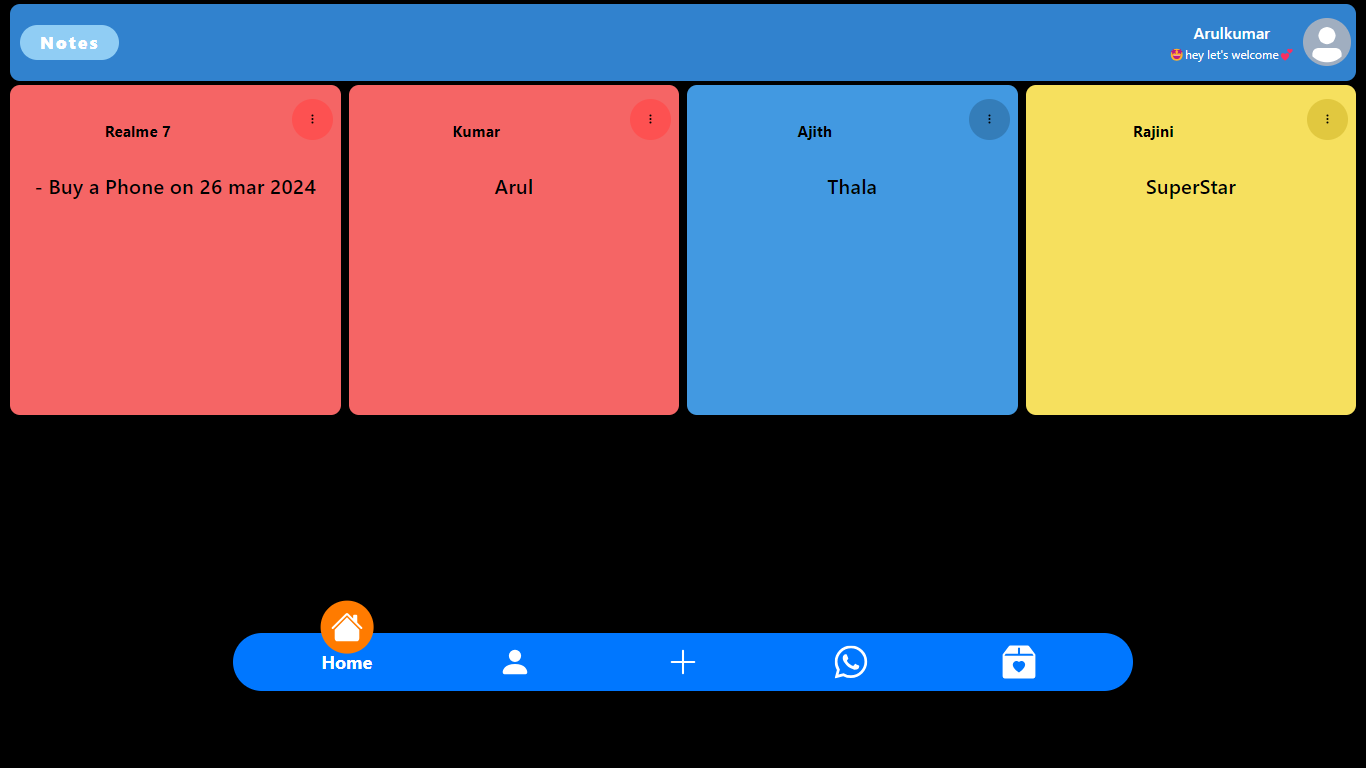 Notes
Arulkumar
🤩hey let's welcome💕
Realme 7
- Buy a Phone on 26 mar 2024
Kumar
Arul
Ajith
Thala
Rajini
SuperStar
Home